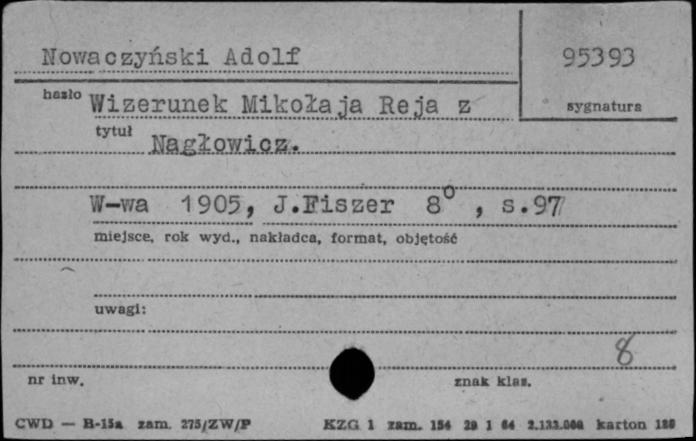 Nowaczyński Adolf 95393
hasło Wizerunek Mikołaja Reja z sygnatura
tytuł Nagłowicz.
W-wa 1905, J.Fiszer 8° , s.97
miejsce, rok wyd., nakładca, format, objętość
uwagi:
8
nr inw. znak klas.
CWD — B-15a zam. 275/ZW/P KZG 1 zam. 154 29 1 64 2.133.000 karton